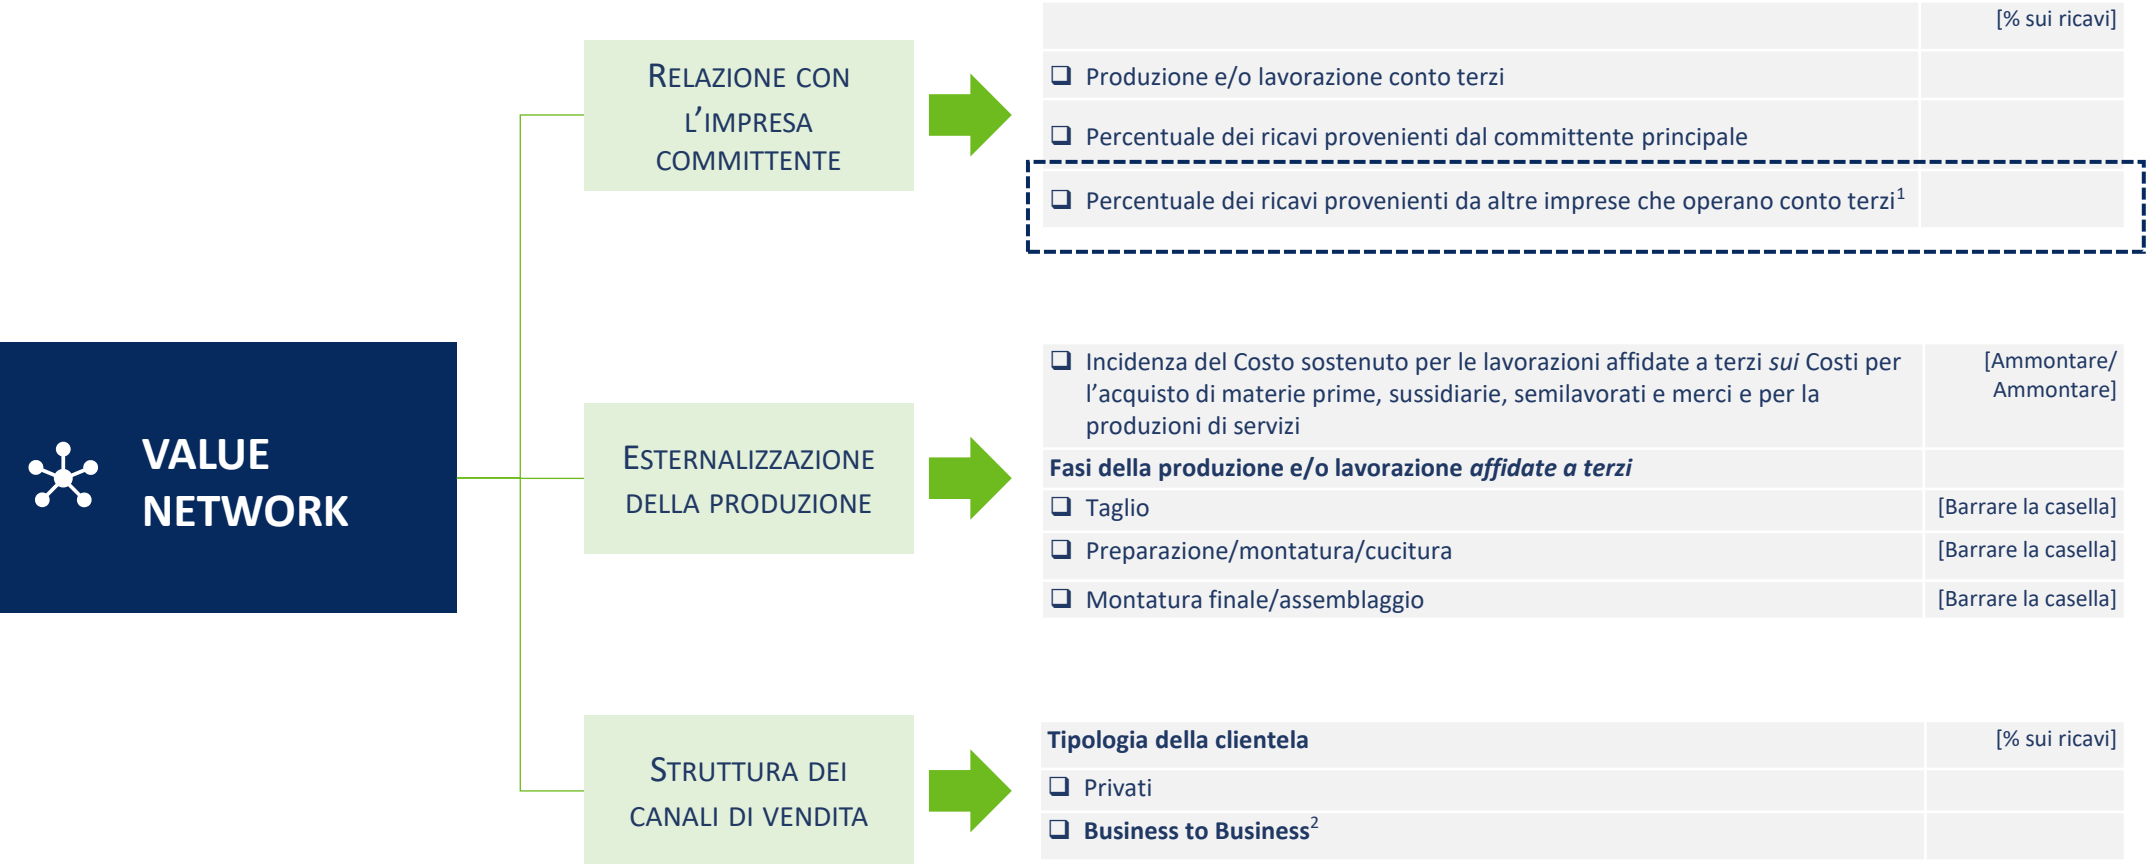 VALUE
NETWORK
RELAZIONE CON
L’IMPRESA
COMMITTENTE
[% sui ricavi]
❑ Produzione e/o lavorazione conto terzi
❑ Percentuale dei ricavi provenienti dal committente principale
❑ Percentuale dei ricavi provenienti da altre imprese che operano conto terzi¹
ESTERNALIZZAZIONE
DELLA PRODUZIONE
❑ Incidenza del Costo sostenuto per le lavorazioni affidate a terzi sui Costi per
l’acquisto di materie prime, sussidiarie, semilavorati e merci e per la
produzioni di servizi
[Ammontare/
Ammontare]
Fasi della produzione e/o lavorazione affidate a terzi
❑ Taglio [Barrare la casella]
❑ Preparazione/montatura/cucitura [Barrare la casella]
❑ Montatura finale/assemblaggio [Barrare la casella]
STRUTTURA DEI
CANALI DI VENDITA
Tipologia della clientela [% sui ricavi]
❑ Privati
❑ Business to Business²